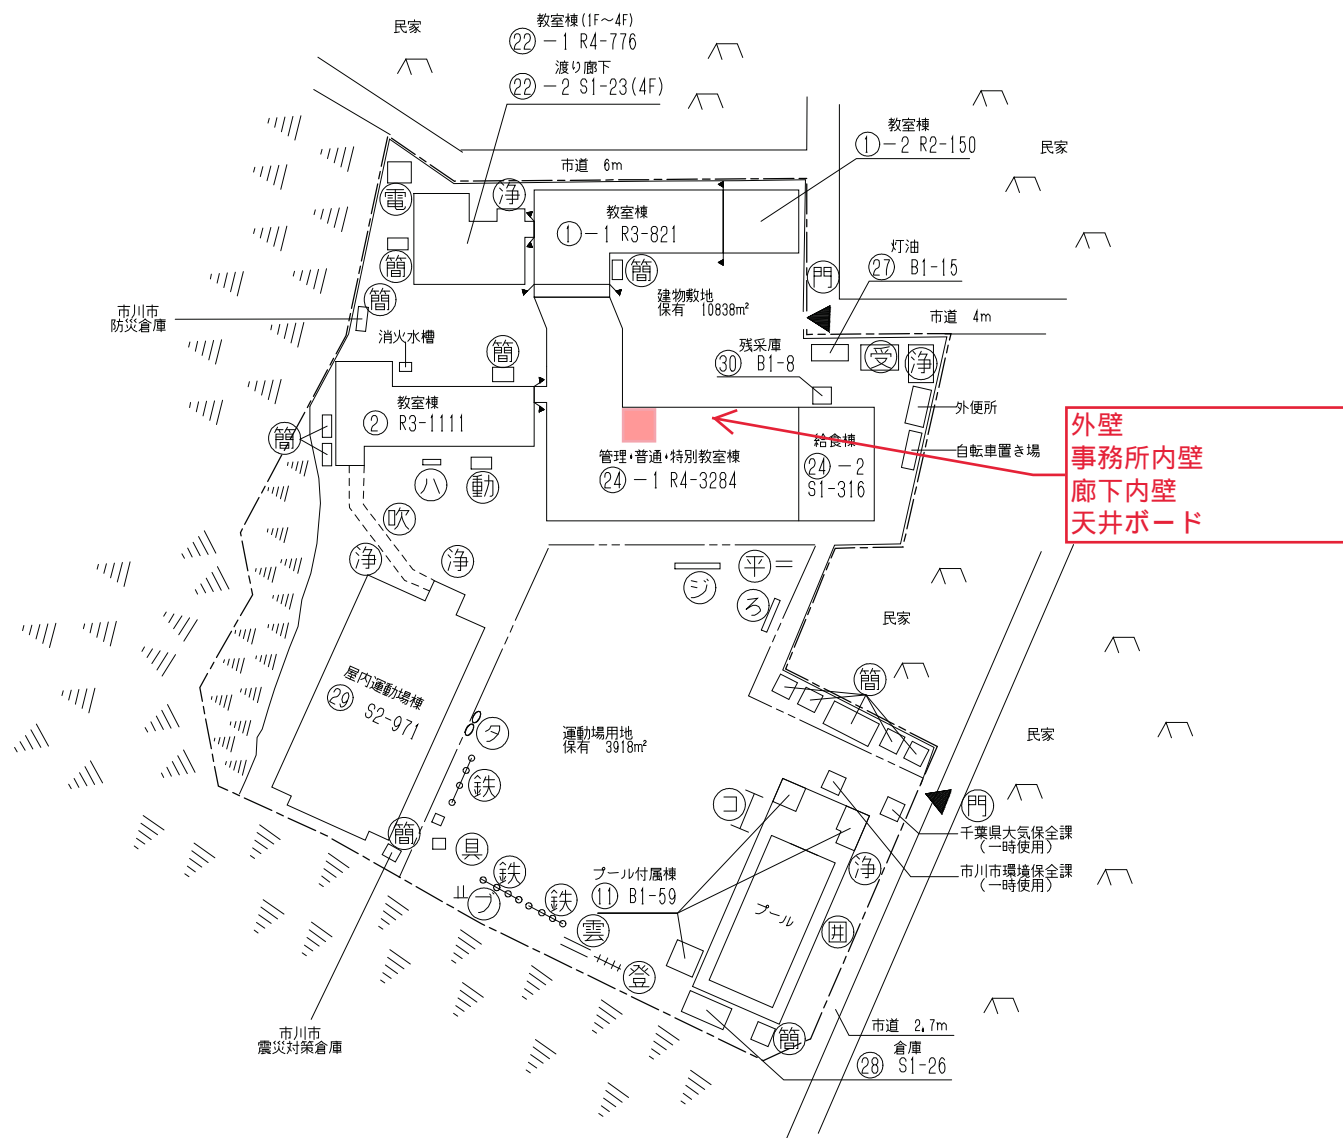 民家
教室棟(1F～4F)
㉒－1 R4-776
渡り廊下
㉒－2 S1-23(4F)
教室棟
①－2 R2-150
民家
市道 6m
電
浄
教室棟
①－1 R3-821
簡
簡
簡
灯油
㉗ B1-15
門
建物敷地
保有 10838㎡
市川市
防災倉庫
市道 4m
消火水槽
簡
残采庫
㉚ B1-8
受
浄
教室棟
② R3-1111
簡
外便所
自転車置き場
給食棟
㉔－2
S1-316
管理・普通・特別教室棟
㉔－1 R4-3284
外壁
事務所内壁
廊下内壁
天井ボード
八
動
吹
浄
浄
平
ジ
ろ
民家
簡
屋内運動場棟
㉙ S2-971
タ
鉄
運動場用地
保有 3918㎡
民家
コ
門
簡
具
千葉県大気保全課
(一時使用)
市川市環境保全課
(一時使用)
浄
鉄
ブ
鉄
プール付属棟
⑪ B1-59
プール
雲
囲
登
簡
市川市
震災対策倉庫
市道 2.7m
倉庫
㉘ S1-26